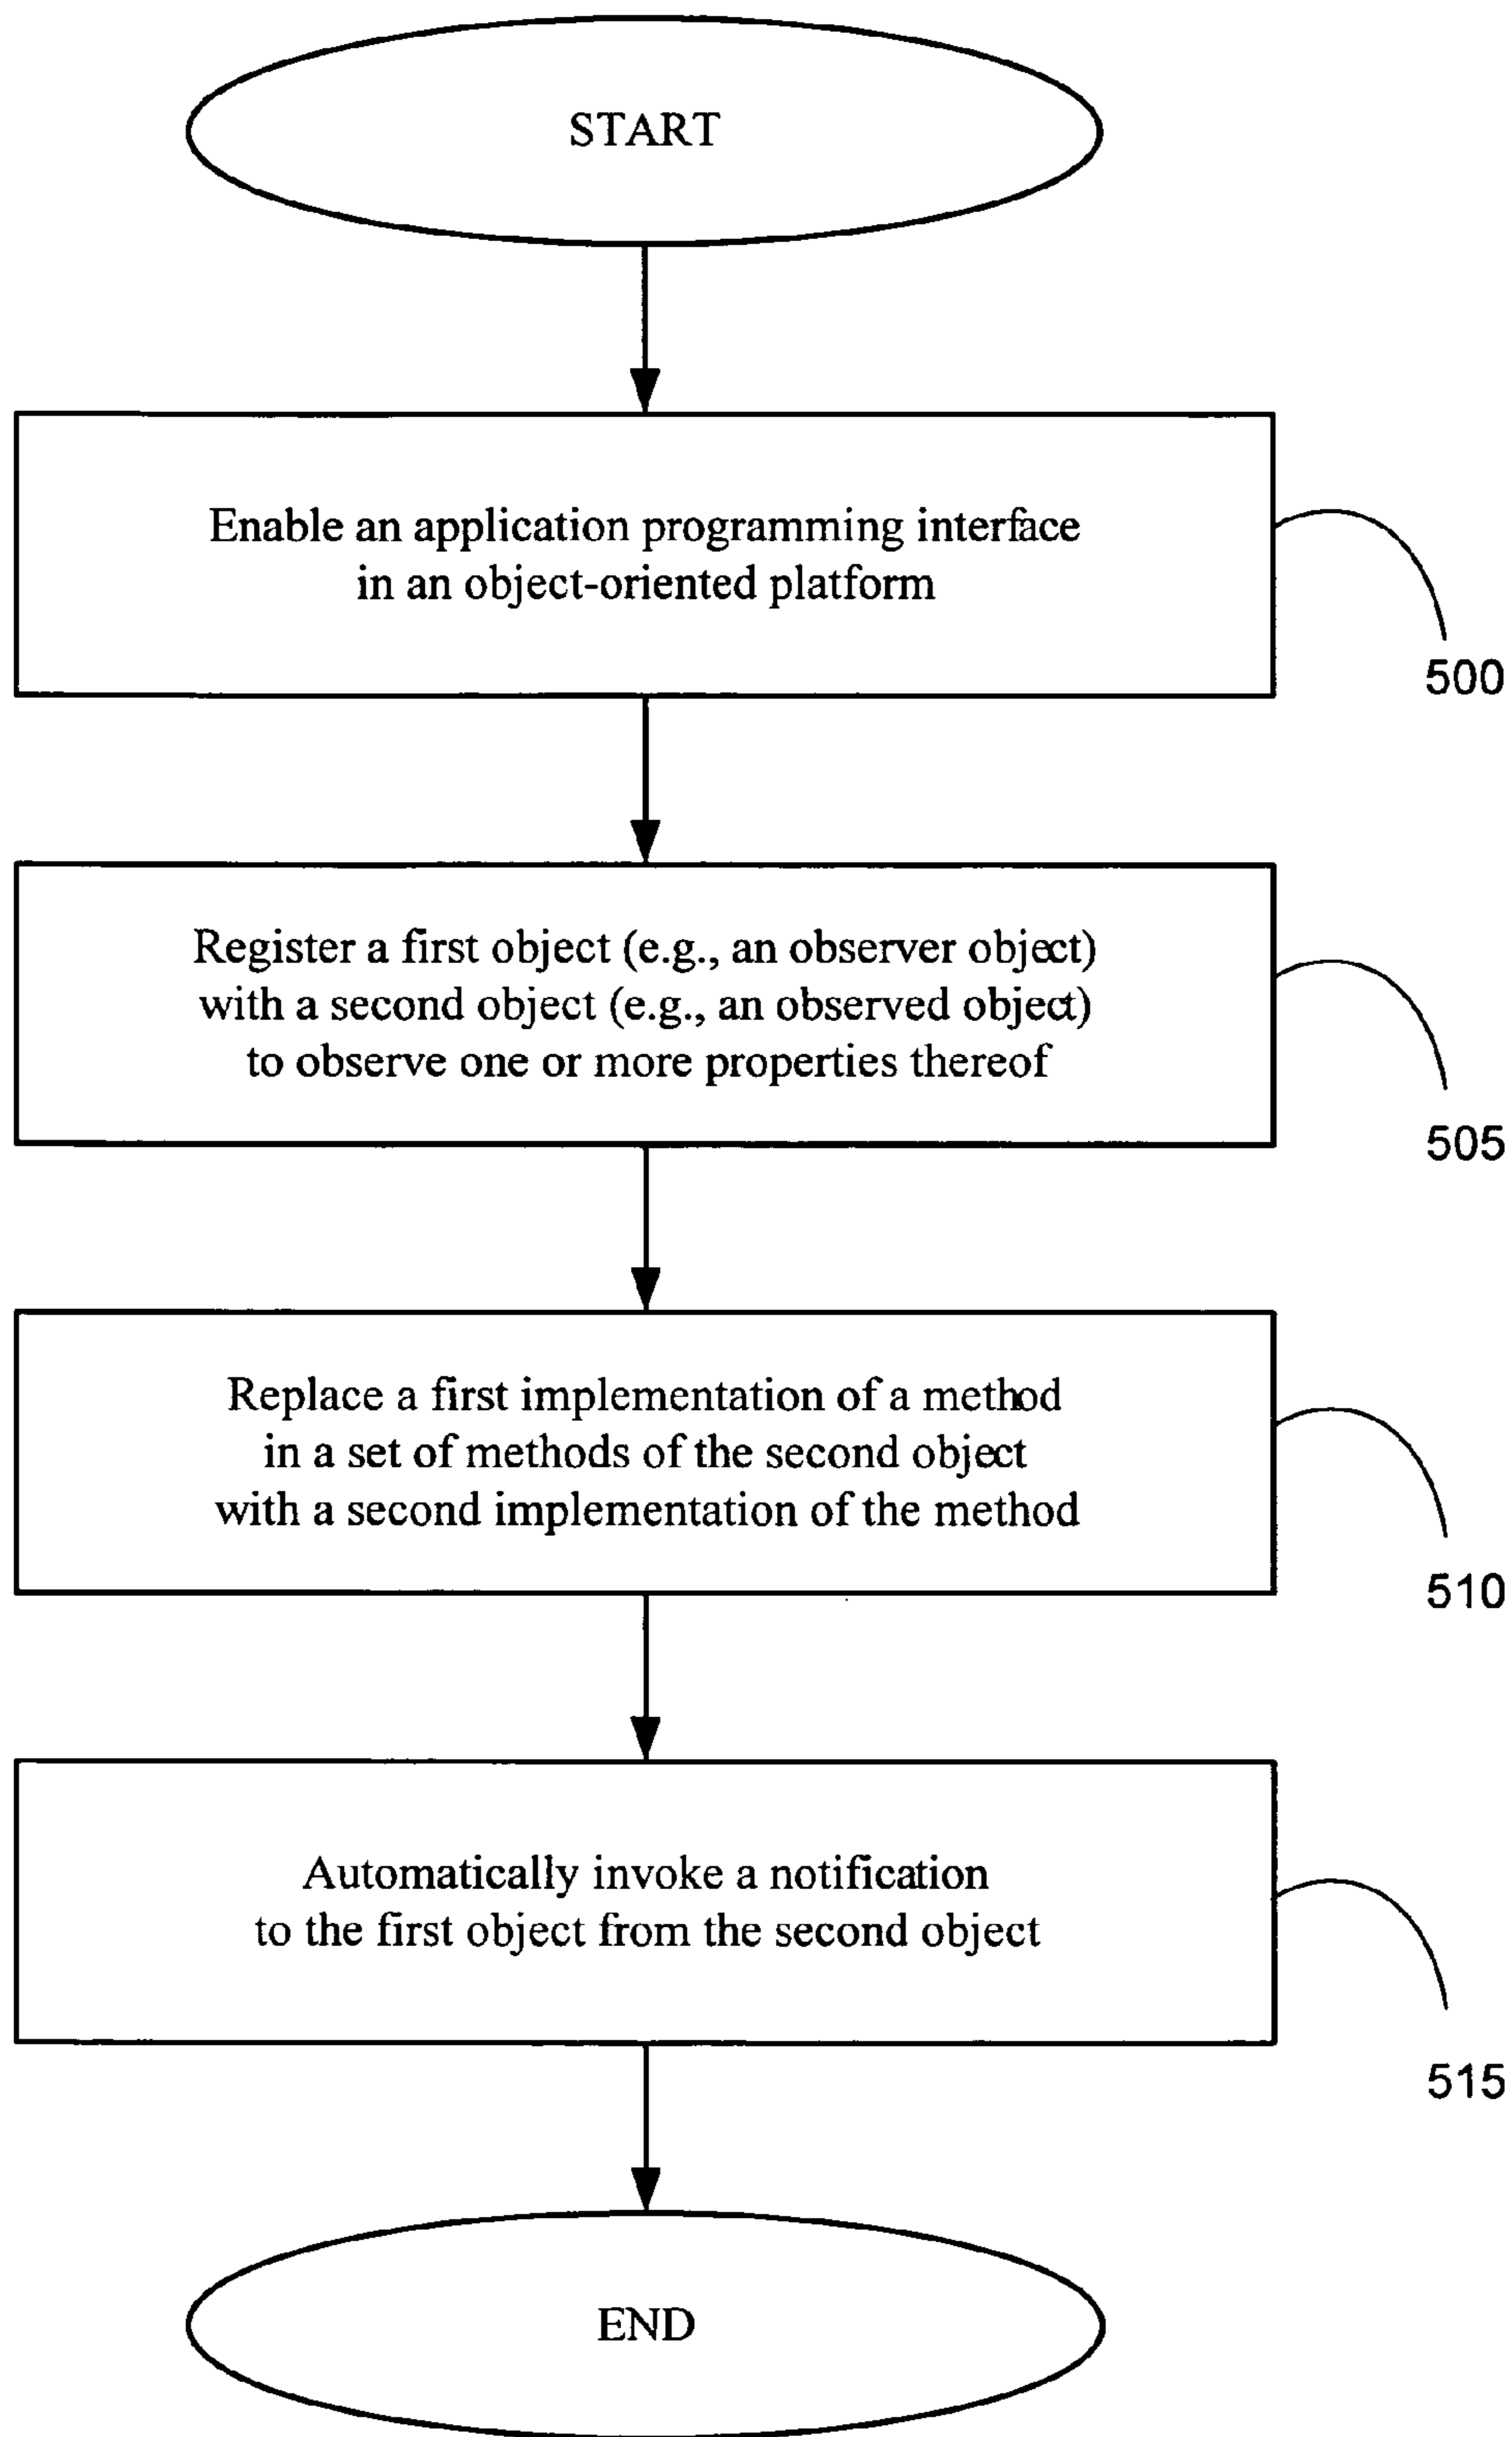 START
Enable an application programming interface
in an object-oriented platform
500
Register a first object (e.g., an observer object)
with a second object (e.g., an observed object)
to observe one or more properties thereof
505
Replace a first implementation of a method
in a set of methods of the second object
with a second implementation of the method
510
Automatically invoke a notification
to the first object from the second object
515
END